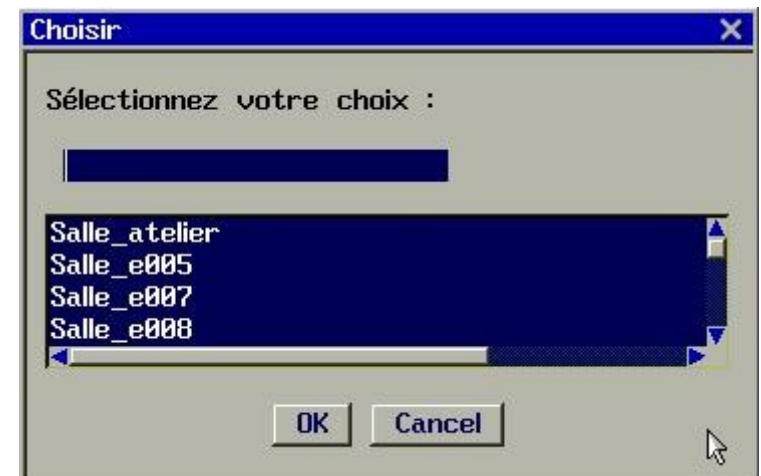 Choisir
Sélectionnez votre choix :
Salle_atelier
Salle_e005
Salle_e007
Salle_e008
OK Cancel